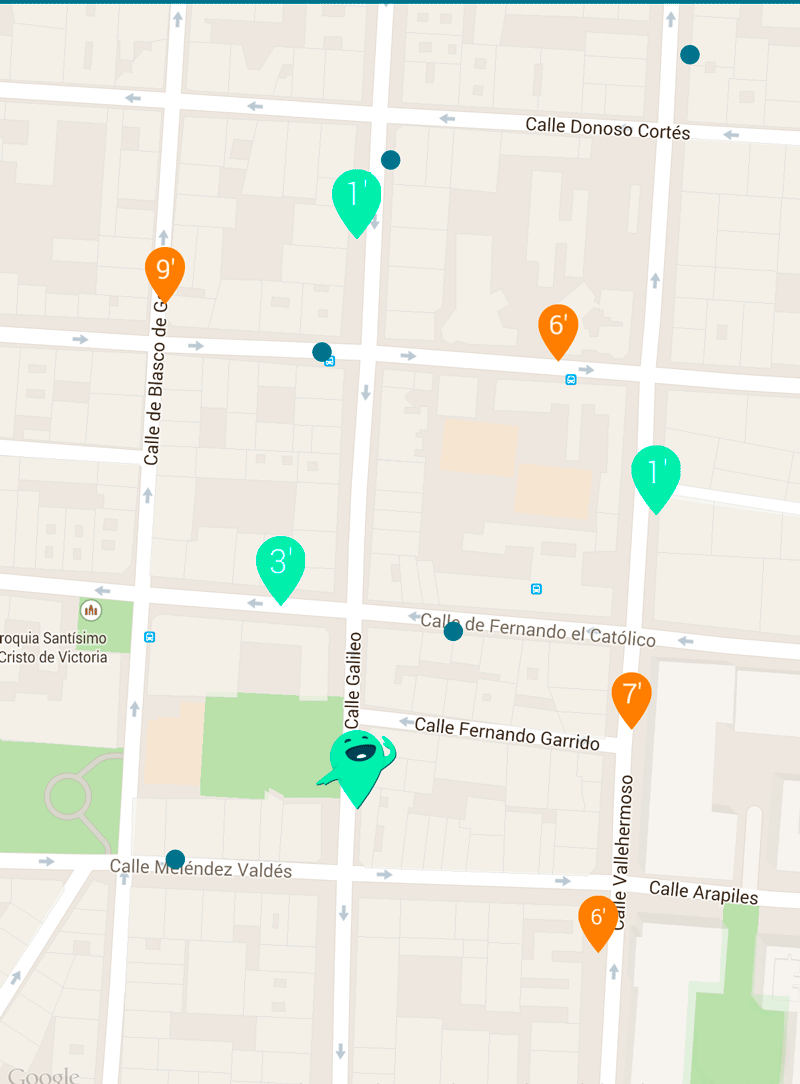 Calle Donoso Cortés
1'
9'
6'
Calle de Blasco de G
1'
3'
Calle de Fernando el Católico
roquia Santísimo
Cristo de Victoria
Calle Galileo
7'
Calle Fernando Garrido
Calle Vallehermoso
Calle Meléndez Valdés
Calle Arapiles
6'
Google